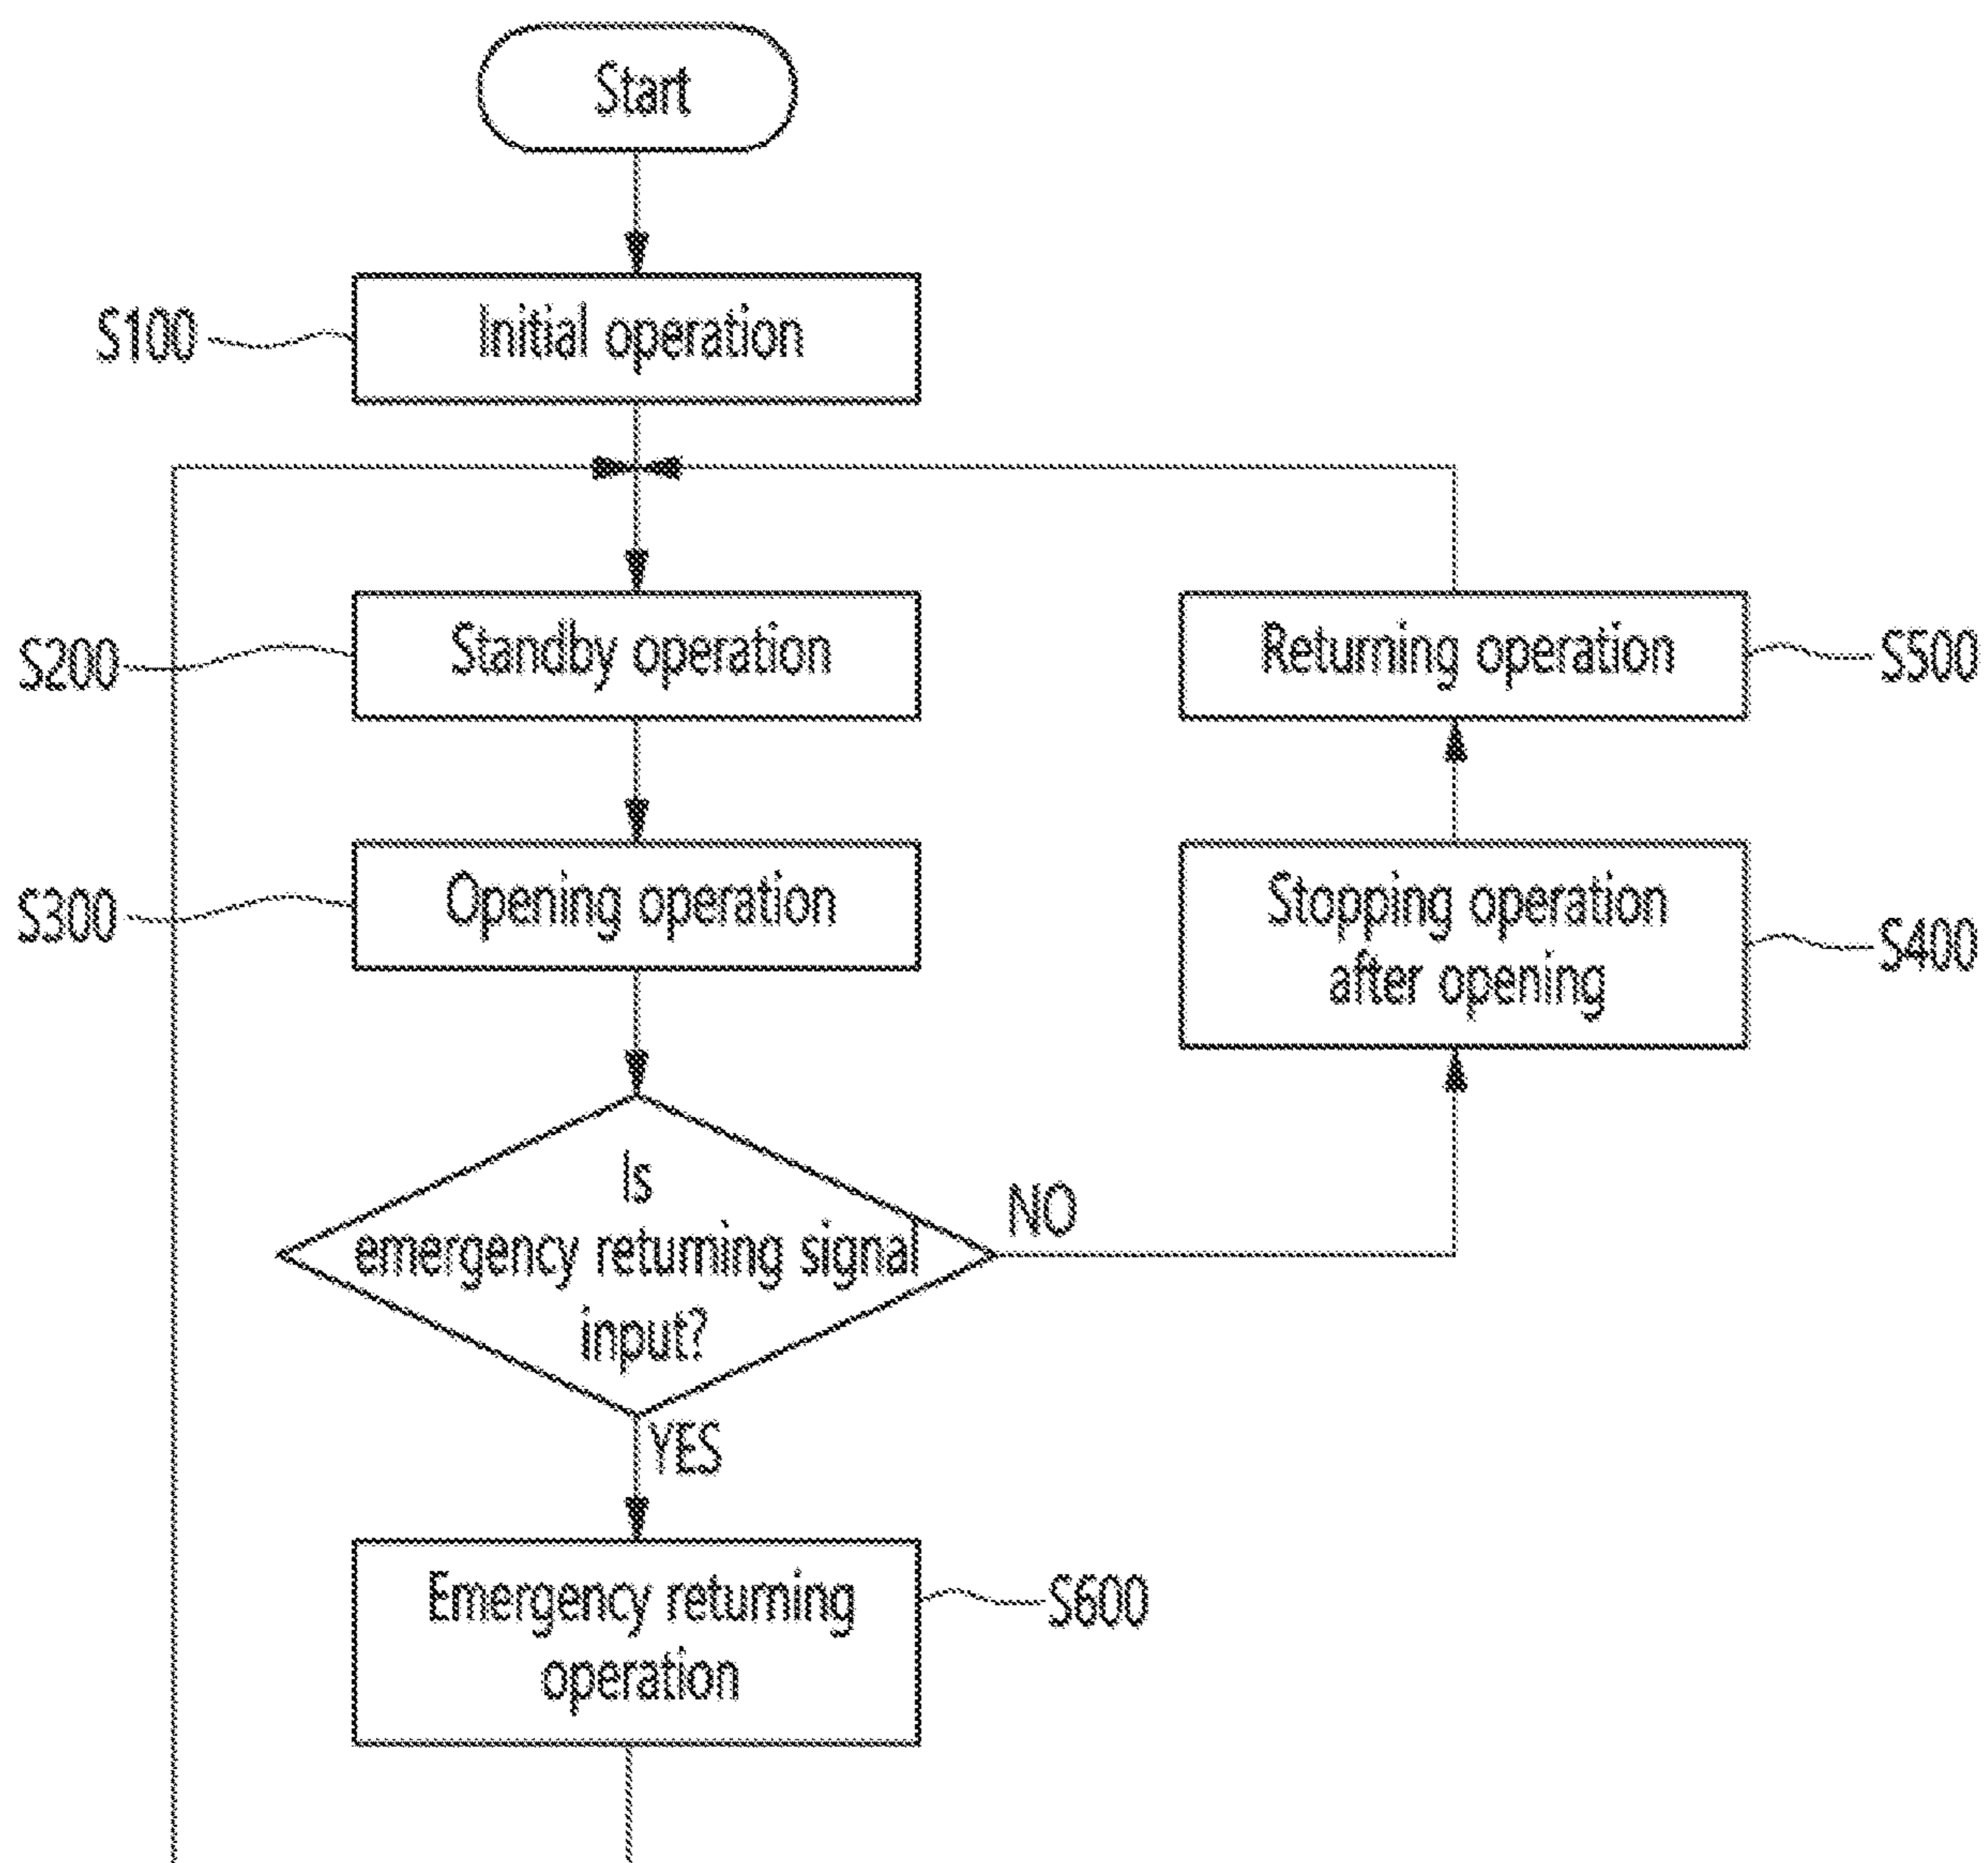 Start
S100
Initial operation
S200
Standby operation
Returning operation
S500
S300
Opening operation
Stopping operation
after opening
S400
Is
emergency returning signal
input?
NO
YES
Emergency returning
operation
S600